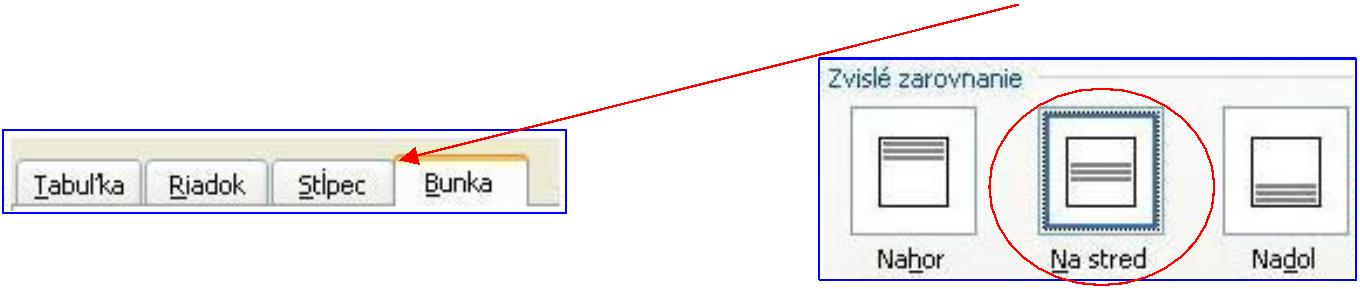 Zvislé zarovnanie
Tabuľka Riadok Stĺpec Bunka
Nahor Na stred Nadol